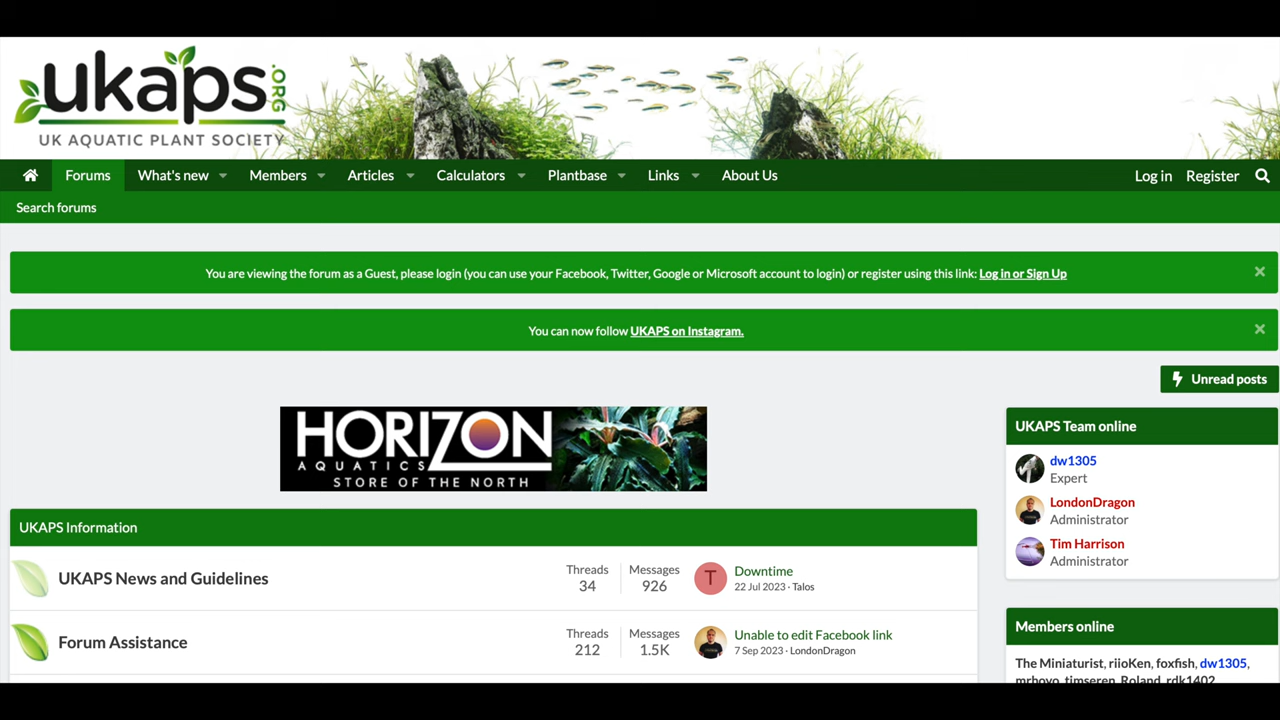 ukaps.ORG
UK AQUATIC PLANT SOCIETY
Forums What's new Members Articles Calculators Plantbase Links About Us Log in Register
Search forums
You are viewing the forum as a Guest, please login (you can use your Facebook, Twitter, Google or Microsoft account to login) or register using this link: Log in or Sign Up
You can now follow UKAPS on Instagram.
Unread posts
HORIZON
AQUATICS
STORE OF THE NORTH
UKAPS Information
UKAPS News and Guidelines
Threads
34
Messages
926
T
Downtime
22 Jul 2023 · Talos
Forum Assistance
Threads
212
Messages
1.5K
Unable to edit Facebook link
7 Sep 2023 · LondonDragon
UKAPS Team online
dw1305
Expert
LondonDragon
Administrator
Tim Harrison
Administrator
Members online
The Miniaturist, riioKen, foxfish, dw1305,
mrhoyo, timseren, Roland, rdk1402,